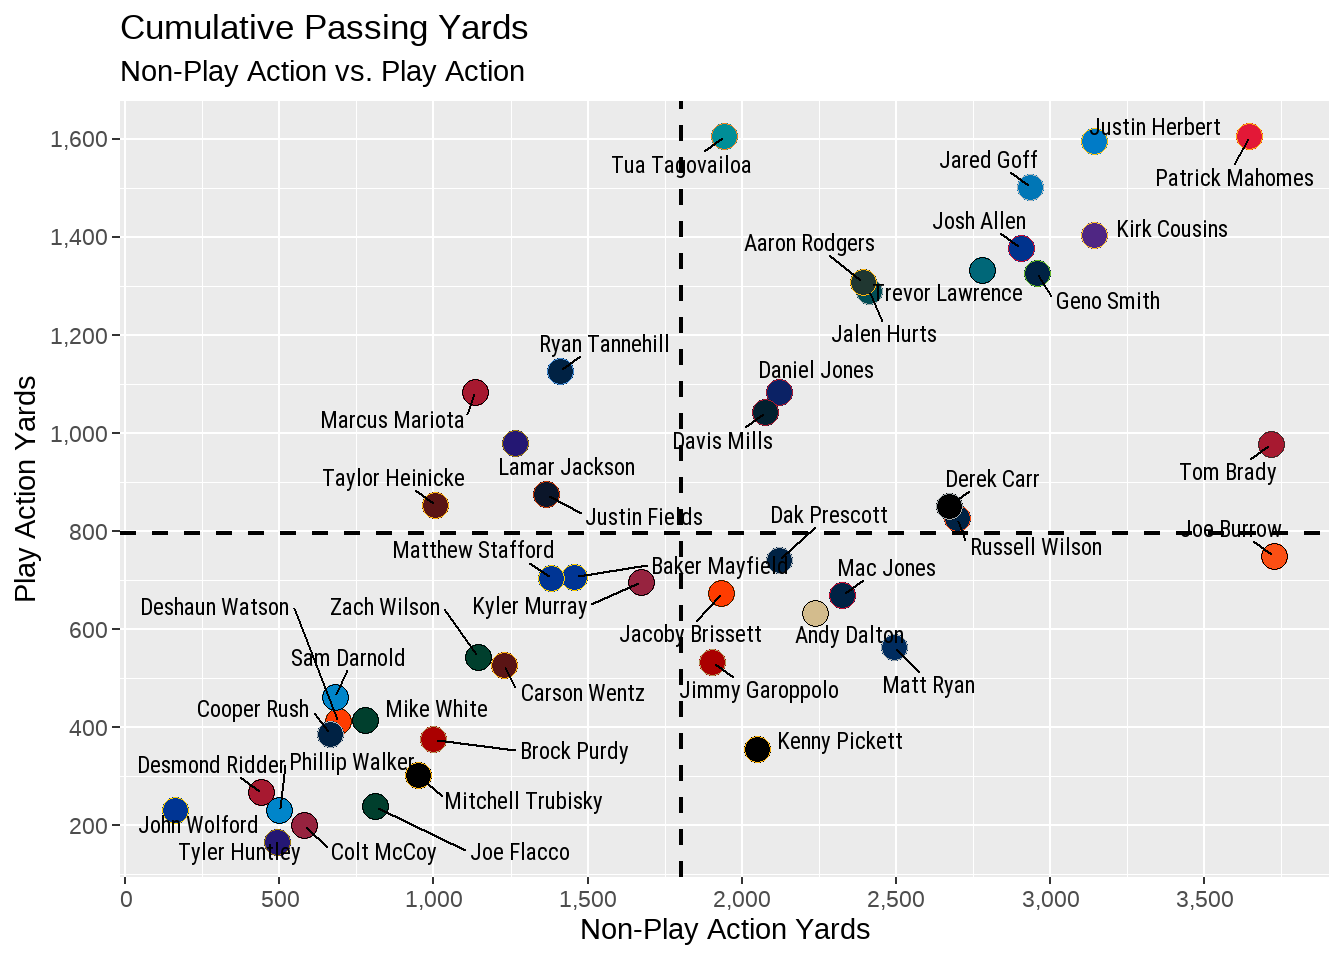 Cumulative Passing Yards
Non-Play Action vs. Play Action
Play Action Yards
1,600
1,400
1,200
1,000
800
600
400
200
Justin Herbert
Tua Tagovailoa
Jared Goff
Patrick Mahomes
Josh Allen
Kirk Cousins
Aaron Rodgers
Trevor Lawrence
Geno Smith
Jalen Hurts
Ryan Tannehill
Daniel Jones
Marcus Mariota
Davis Mills
Lamar Jackson
Tom Brady
Taylor Heinicke
Derek Carr
Justin Fields
Dak Prescott
Joe Burrow
Matthew Stafford
Russell Wilson
Baker Mayfield
Mac Jones
Deshaun Watson
Zach Wilson
Kyler Murray
Jacoby Brissett
Andy Dalton
Sam Darnold
Carson Wentz
Jimmy Garoppolo
Matt Ryan
Cooper Rush
Mike White
Brock Purdy
Kenny Pickett
Desmond Ridder
Phillip Walker
Mitchell Trubisky
John Wolford
Tyler Huntley
Colt McCoy
Joe Flacco
0
500
1,000
1,500
2,000
2,500
3,000
3,500
Non-Play Action Yards